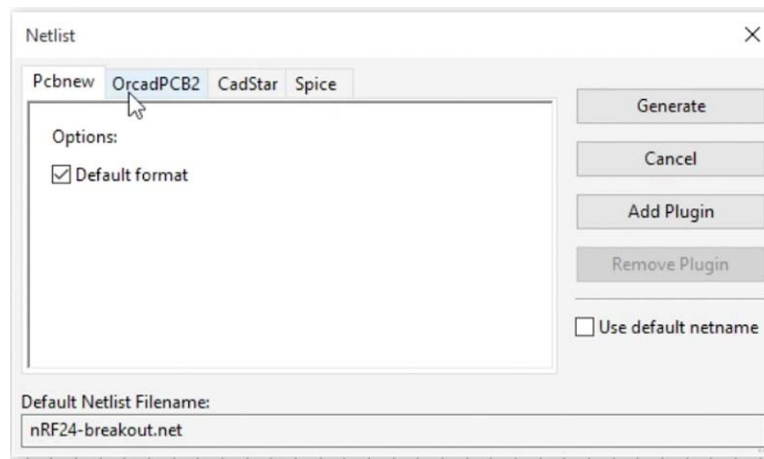 Netlist
Pcbnew OrcadPCB2 CadStar Spice
Options:
Default format
Generate
Cancel
Add Plugin
Remove Plugin
Use default netname
Default Netlist Filename:
nRF24-breakout.net